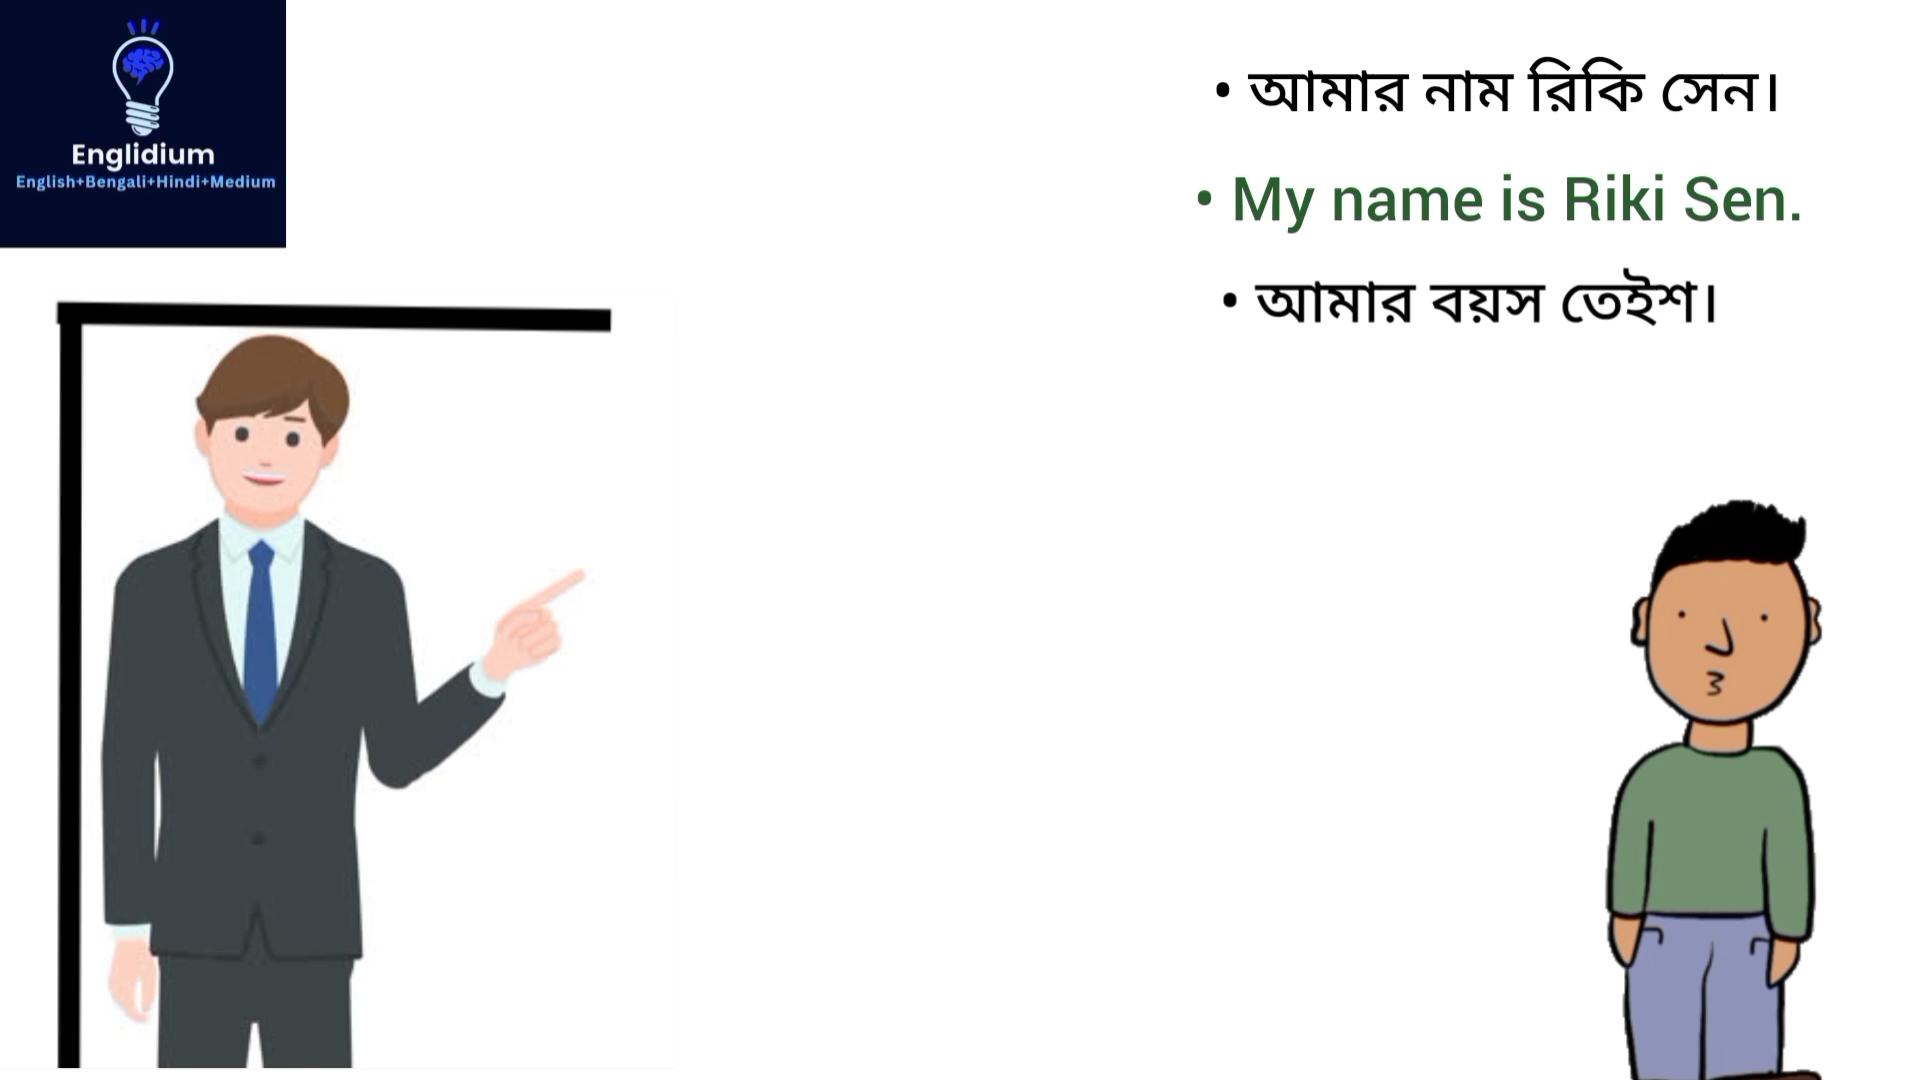 Englidium
English+Bengali+Hindi+Medium
• আমার নাম রিকি সেন।
• My name is Riki Sen.
• আমার বয়স তেইশ।